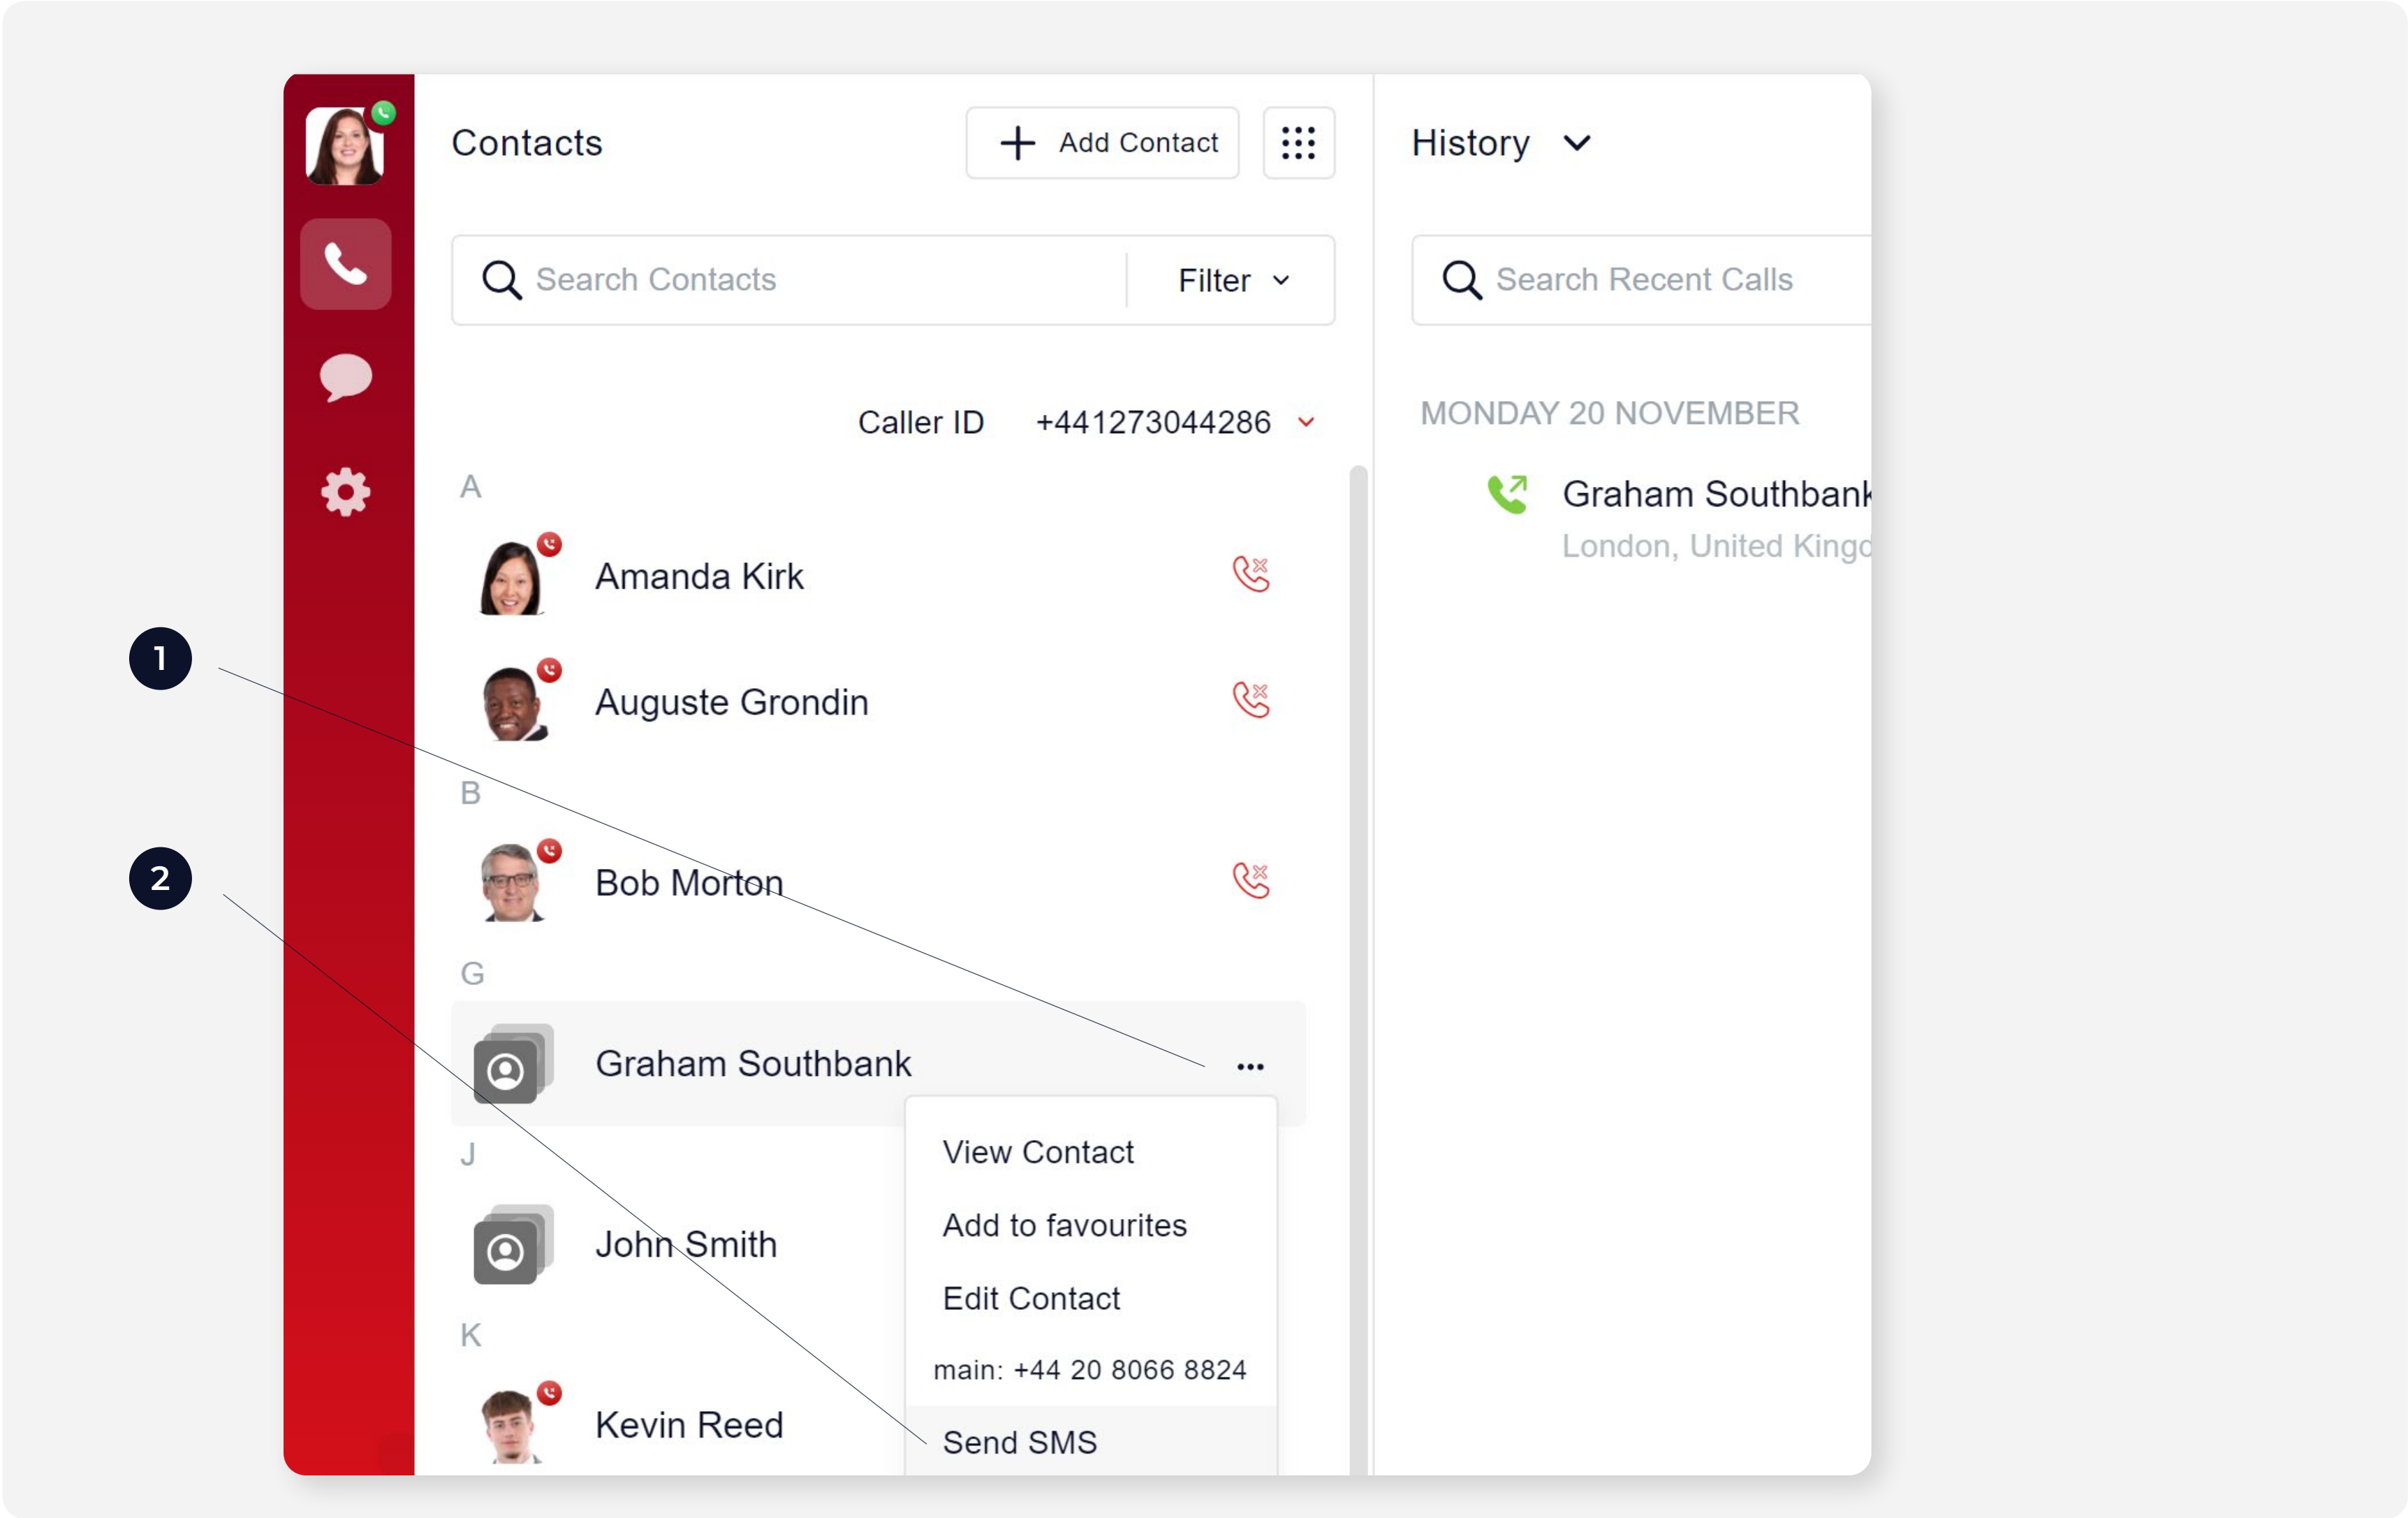 Contacts
Add Contact
History
Search Contacts
Filter
Search Recent Calls
Caller ID +441273044286
MONDAY 20 NOVEMBER
A
Graham Southbank
London, United Kingd
Amanda Kirk
1
Auguste Grondin
B
2
Bob Morton
G
Graham Southbank
View Contact
J
Add to favourites
John Smith
Edit Contact
K
main: +44 20 8066 8824
Kevin Reed
Send SMS